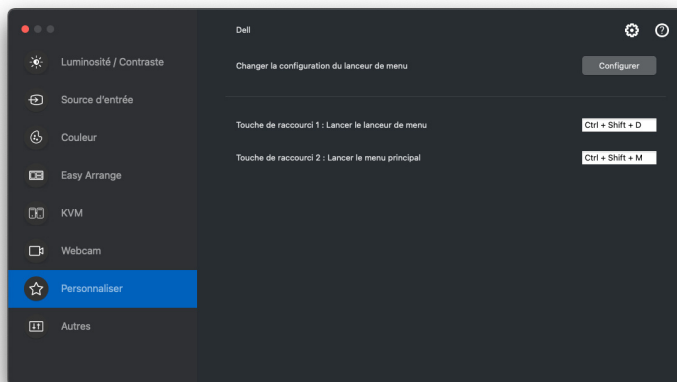 Dell
Luminosité / Contraste
Changer la configuration du lanceur de menu
Configurer
Source d'entrée
Touche de raccourci 1 : Lancer le lanceur de menu
Ctrl + Shift + D
Couleur
Touche de raccourci 2 : Lancer le menu principal
Ctrl + Shift + M
Easy Arrange
KVM
Webcam
Personnaliser
Autres